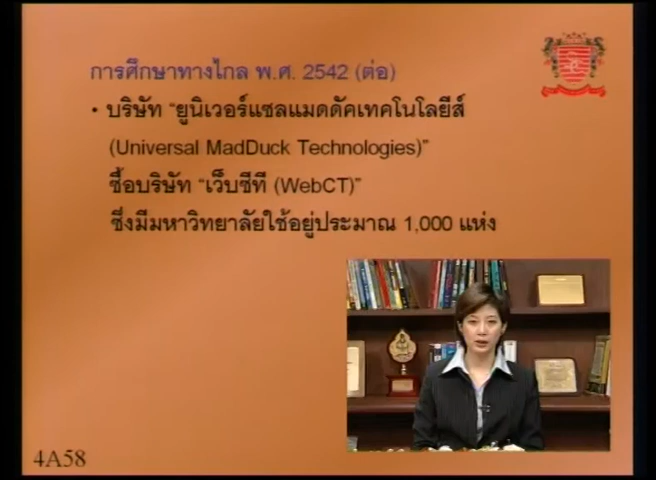 การศึกษาทางไกล พ.ศ. 2542 (ต่อ)
• บริษัท “ยูนิเวอร์แซลแมดดัคเทคโนโลยีส์
(Universal MadDuck Technologies)”
ซื้อบริษัท “เว็บซีที (WebCT)”
ซึ่งมีมหาวิทยาลัยใช้อยู่ประมาณ 1,000 แห่ง
4A58